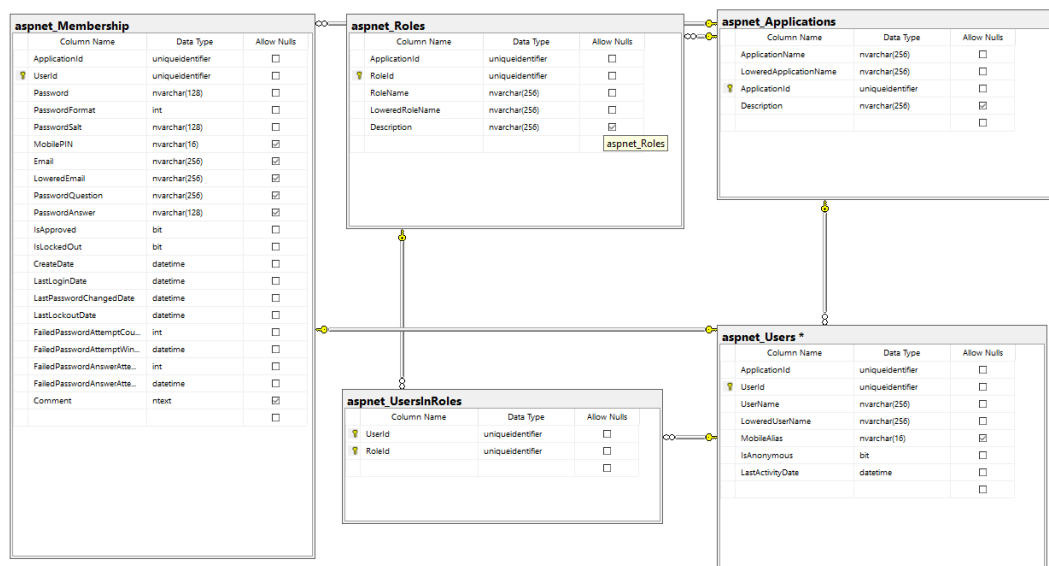 aspnet_Membership
Column Name Data Type Allow Nulls
ApplicationId uniqueidentifier
UserId uniqueidentifier
Password nvarchar(128)
PasswordFormat int
PasswordSalt nvarchar(128)
MobilePIN nvarchar(16)
Email nvarchar(256)
LoweredEmail nvarchar(256)
PasswordQuestion nvarchar(256)
PasswordAnswer nvarchar(128)
IsApproved bit
IsLockedOut bit
CreateDate datetime
LastLoginDate datetime
LastPasswordChangedDate datetime
LastLockoutDate datetime
FailedPasswordAttemptCou... int
FailedPasswordAttemptWin... datetime
FailedPasswordAnswerAtte... int
FailedPasswordAnswerAtte... datetime
Comment ntext
aspnet_Roles
Column Name Data Type Allow Nulls
ApplicationId uniqueidentifier
RoleId uniqueidentifier
RoleName nvarchar(256)
LoweredRoleName nvarchar(256)
Description nvarchar(256)
aspnet_Roles
aspnet_Applications
Column Name Data Type Allow Nulls
ApplicationName nvarchar(256)
LoweredApplicationName nvarchar(256)
ApplicationId uniqueidentifier
Description nvarchar(256)
aspnet_UsersInRoles
Column Name Data Type Allow Nulls
UserId uniqueidentifier
RoleId uniqueidentifier
aspnet_Users *
Column Name Data Type Allow Nulls
ApplicationId uniqueidentifier
UserId uniqueidentifier
UserName nvarchar(256)
LoweredUserName nvarchar(256)
MobileAlias nvarchar(16)
IsAnonymous bit
LastActivityDate datetime